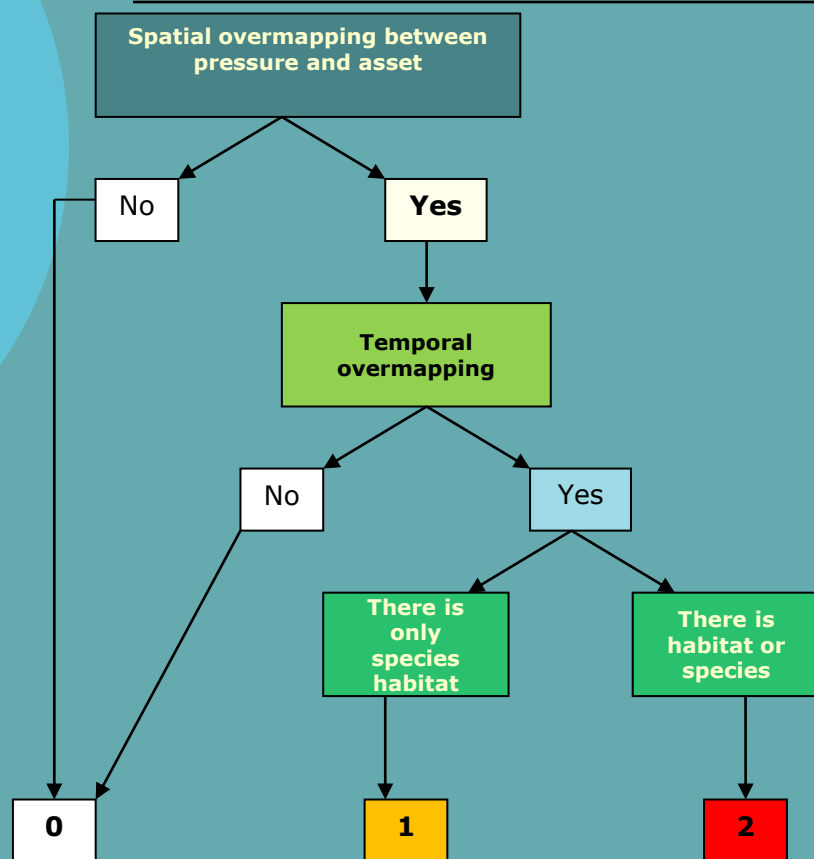 Spatial overmapping between
pressure and asset
No
Yes
Temporal
overmapping
No
Yes
There is
only
species
habitat
There is
habitat or
species
0
1
2